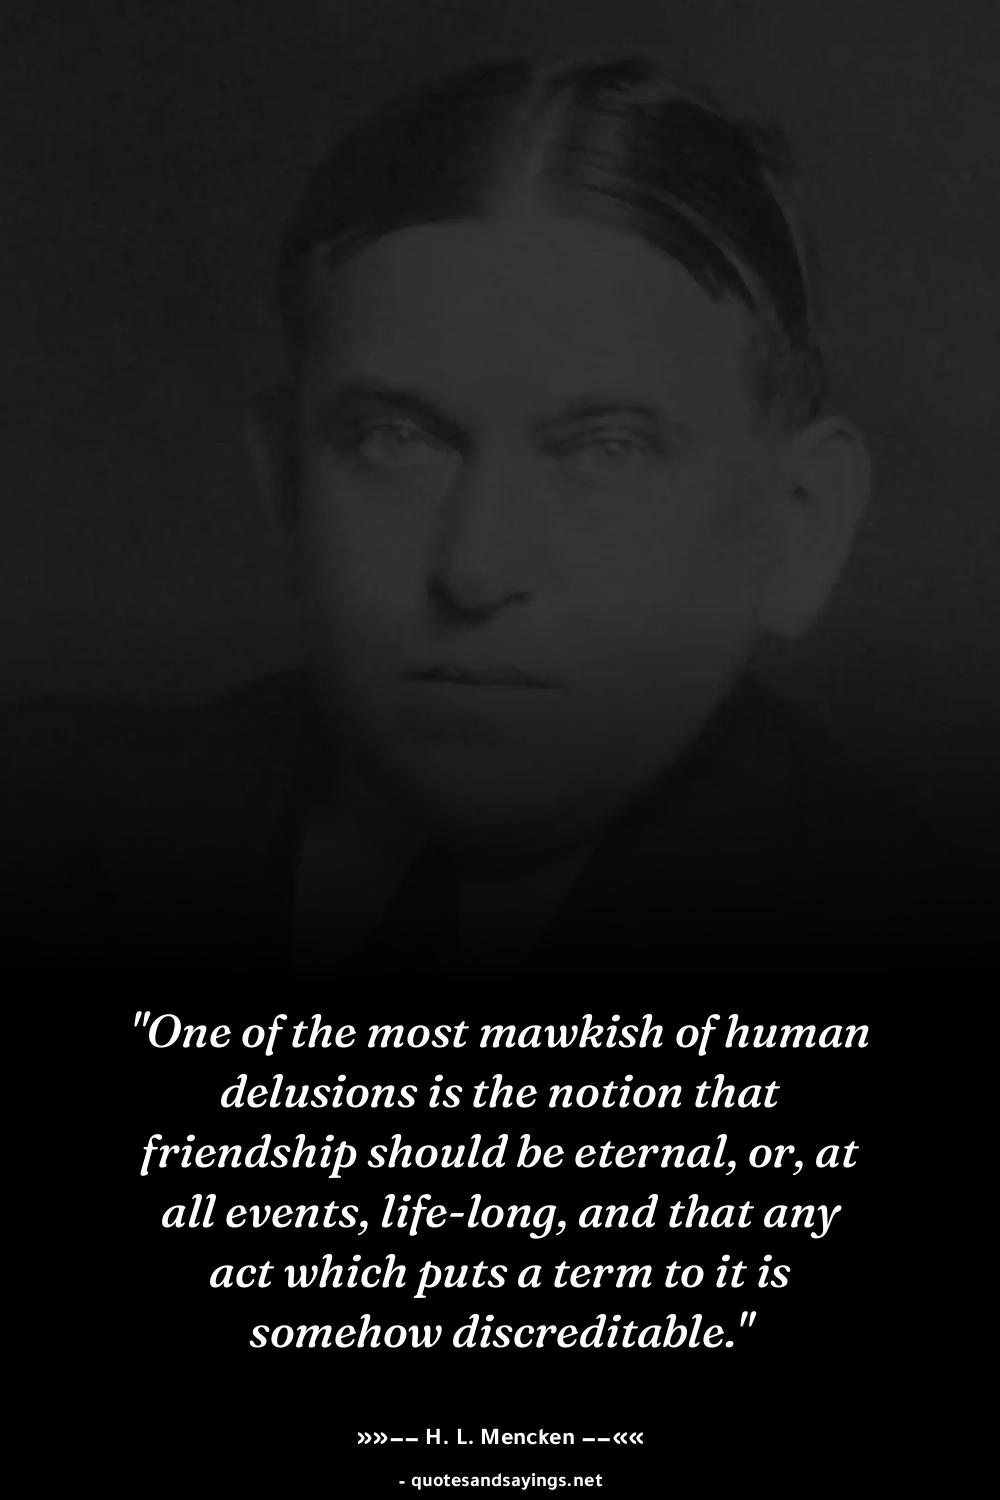 "One of the most mawkish of human
delusions is the notion that
friendship should be eternal, or, at
all events, life-long, and that any
act which puts a term to it is
somehow discreditable."
»»−− H. L. Mencken −−««
- quotesandsayings.net